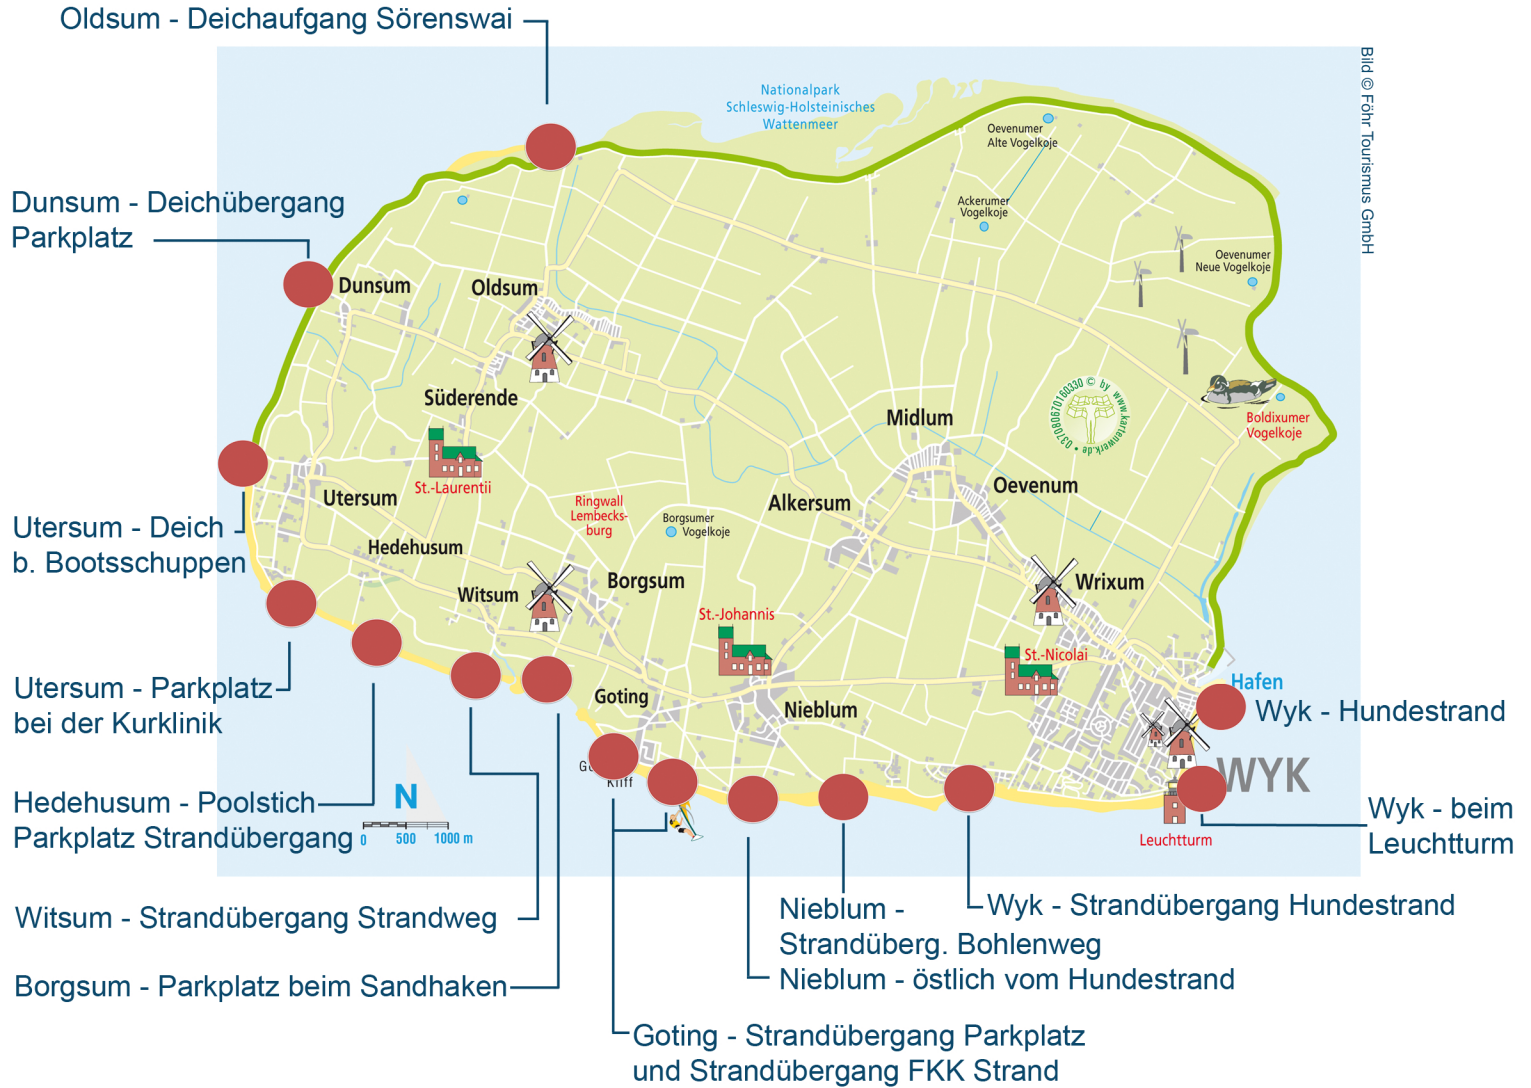 Oldsum - Deichaufgang Sörenswai
Bild © Föhr Tourismus GmbH
Nationalpark
Schleswig-Holsteinisches
Wattenmeer
Oevenumer
Alte Vogelkoje
Dunsum - Deichübergang
Parkplatz
Ackerumer
Vogelkoje
Oevenumer
Neue Vogelkoje
Dunsum
Oldsum
Süderende
Midlum
037080670160330 © by www.kartenwerk.de
Boldixumer
Vogelkoje
St.-Laurentii
Utersum
Ringwall
Lembecks-
burg
Borgsumer
Vogelkoje
Alkersum
Oevenum
Utersum - Deich
b. Bootsschuppen
Hedehusum
Witsum
Borgsum
Wrixum
St.-Johannis
St.-Nicolai
Utersum - Parkplatz
bei der Kurklinik
Goting
Nieblum
Hafen
Wyk - Hundestrand
Kliff
WYK
N
0 500 1000 m
Hedehusum - Poolstich
Parkplatz Strandübergang
Leuchtturm
Wyk - beim
Leuchtturm
Witsum - Strandübergang Strandweg
Nieblum -
Strandüberg. Bohlenweg
Wyk - Strandübergang Hundestrand
Nieblum - östlich vom Hundestrand
Borgsum - Parkplatz beim Sandhaken
Goting - Strandübergang Parkplatz
und Strandübergang FKK Strand